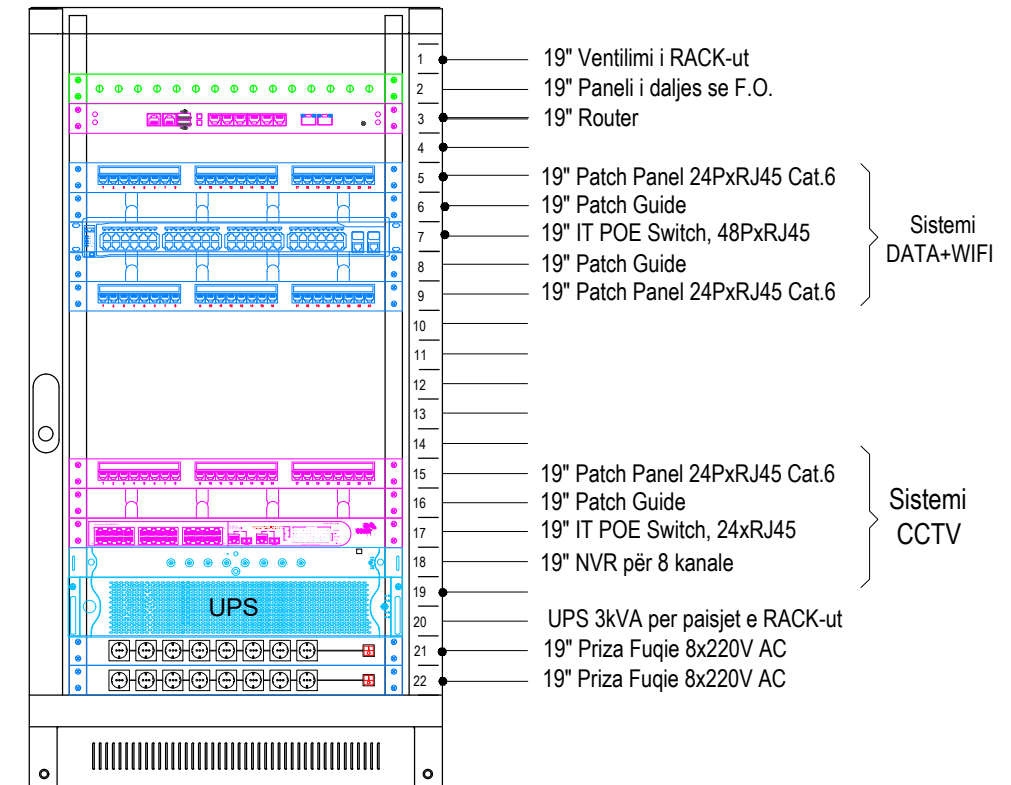 1 19" Ventilimi i RACK-ut
2 19" Paneli i daljes se F.O.
3 19" Router
4
5 19" Patch Panel 24PxRJ45 Cat.6
6 19" Patch Guide
7 19" IT POE Switch, 48PxRJ45
8 19" Patch Guide
9 19" Patch Panel 24PxRJ45 Cat.6
Sistemi
DATA+WIFI
10
11
12
13
14
15 19" Patch Panel 24PxRJ45 Cat.6
16 19" Patch Guide
17 19" IT POE Switch, 24xRJ45
18 19" NVR për 8 kanale
Sistemi
CCTV
19
UPS
20 UPS 3kVA per paisjet e RACK-ut
21 19" Priza Fuqie 8x220V AC
22 19" Priza Fuqie 8x220V AC